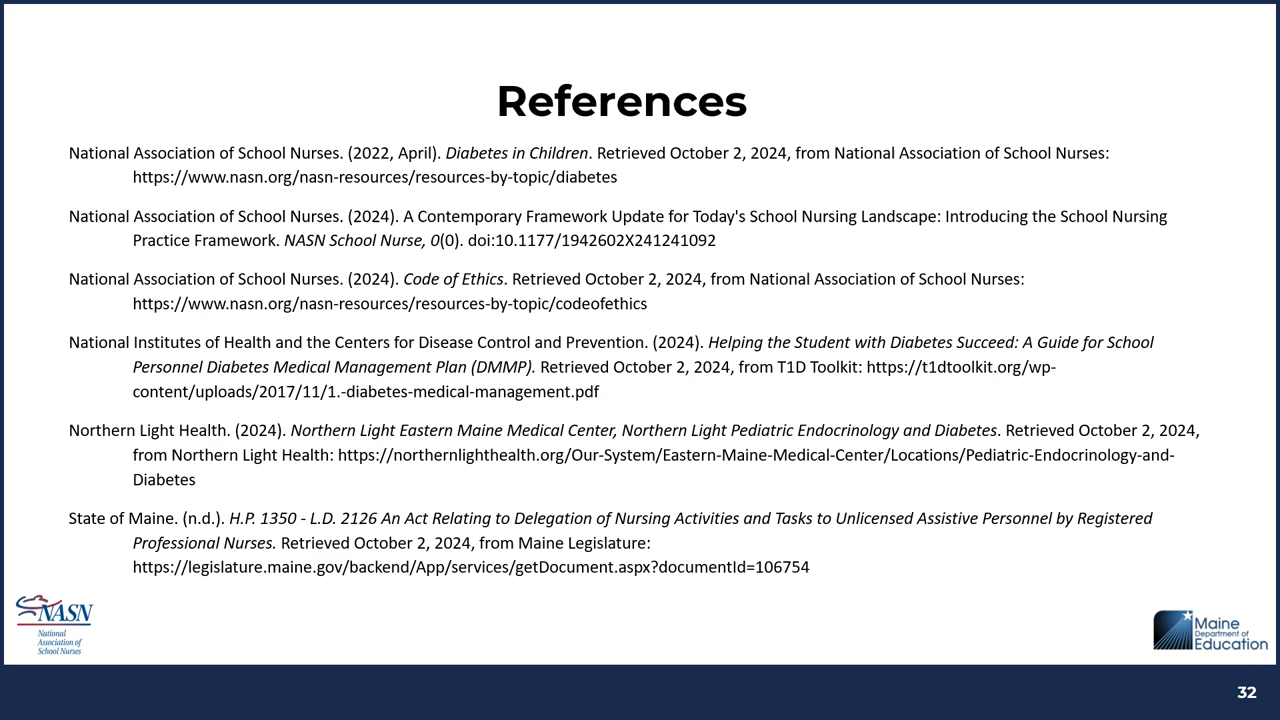 References
National Association of School Nurses. (2022, April). Diabetes in Children. Retrieved October 2, 2024, from National Association of School Nurses:
https://www.nasn.org/nasn-resources/resources-by-topic/diabetes
National Association of School Nurses. (2024). A Contemporary Framework Update for Today's School Nursing Landscape: Introducing the School Nursing
Practice Framework. NASN School Nurse, 0(0). doi:10.1177/1942602X241241092
National Association of School Nurses. (2024). Code of Ethics. Retrieved October 2, 2024, from National Association of School Nurses:
https://www.nasn.org/nasn-resources/resources-by-topic/codeofethics
National Institutes of Health and the Centers for Disease Control and Prevention. (2024). Helping the Student with Diabetes Succeed: A Guide for School
Personnel Diabetes Medical Management Plan (DMMP). Retrieved October 2, 2024, from T1D Toolkit: https://t1dtoolkit.org/wp-
content/uploads/2017/11/1.-diabetes-medical-management.pdf
Northern Light Health. (2024). Northern Light Eastern Maine Medical Center, Northern Light Pediatric Endocrinology and Diabetes. Retrieved October 2, 2024,
from Northern Light Health: https://northernlighthealth.org/Our-System/Eastern-Maine-Medical-Center/Locations/Pediatric-Endocrinology-and-
Diabetes
State of Maine. (n.d.). H.P. 1350 - L.D. 2126 An Act Relating to Delegation of Nursing Activities and Tasks to Unlicensed Assistive Personnel by Registered
Professional Nurses. Retrieved October 2, 2024, from Maine Legislature:
https://legislature.maine.gov/backend/App/services/getDocument.aspx?documentId=106754
NASN
National
Association of
School Nurses
Maine
Department of
Education
32